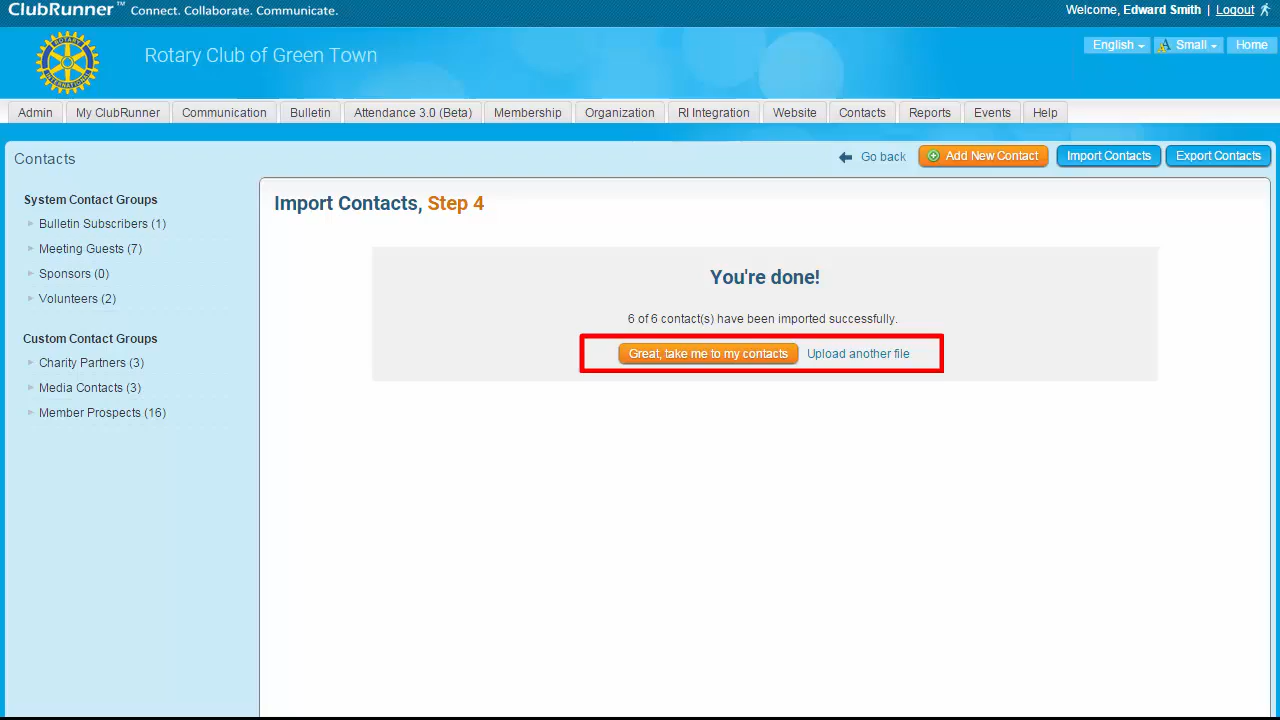 ClubRunner™ Connect. Collaborate. Communicate.
Welcome, Edward Smith | Logout
ROTARY INTERNATIONAL
Rotary Club of Green Town
English A Small Home
Admin My ClubRunner Communication Bulletin Attendance 3.0 (Beta) Membership Organization RI Integration Website Contacts Reports Events Help
Contacts
Go back Add New Contact Import Contacts Export Contacts
System Contact Groups
Bulletin Subscribers (1)
Meeting Guests (7)
Sponsors (0)
Volunteers (2)
Custom Contact Groups
Charity Partners (3)
Media Contacts (3)
Member Prospects (16)
Import Contacts, Step 4
You're done!
6 of 6 contact(s) have been imported successfully.
Great, take me to my contacts Upload another file